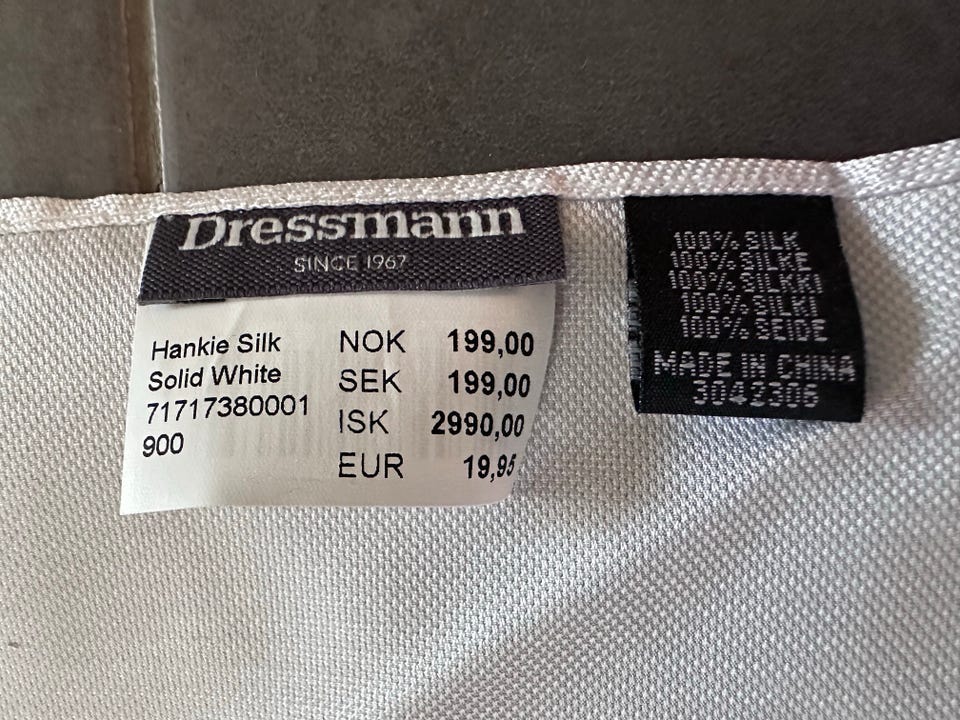 Dressmann
SINCE 1967
Hankie Silk
Solid White
71717380001
900
NOK 199,00
SEK 199,00
ISK 2990,00
EUR 19,95
100% SILK
100% SILKE
100% SILKKI
100% SILKI
100% SEIDE
MADE IN CHINA
3042305